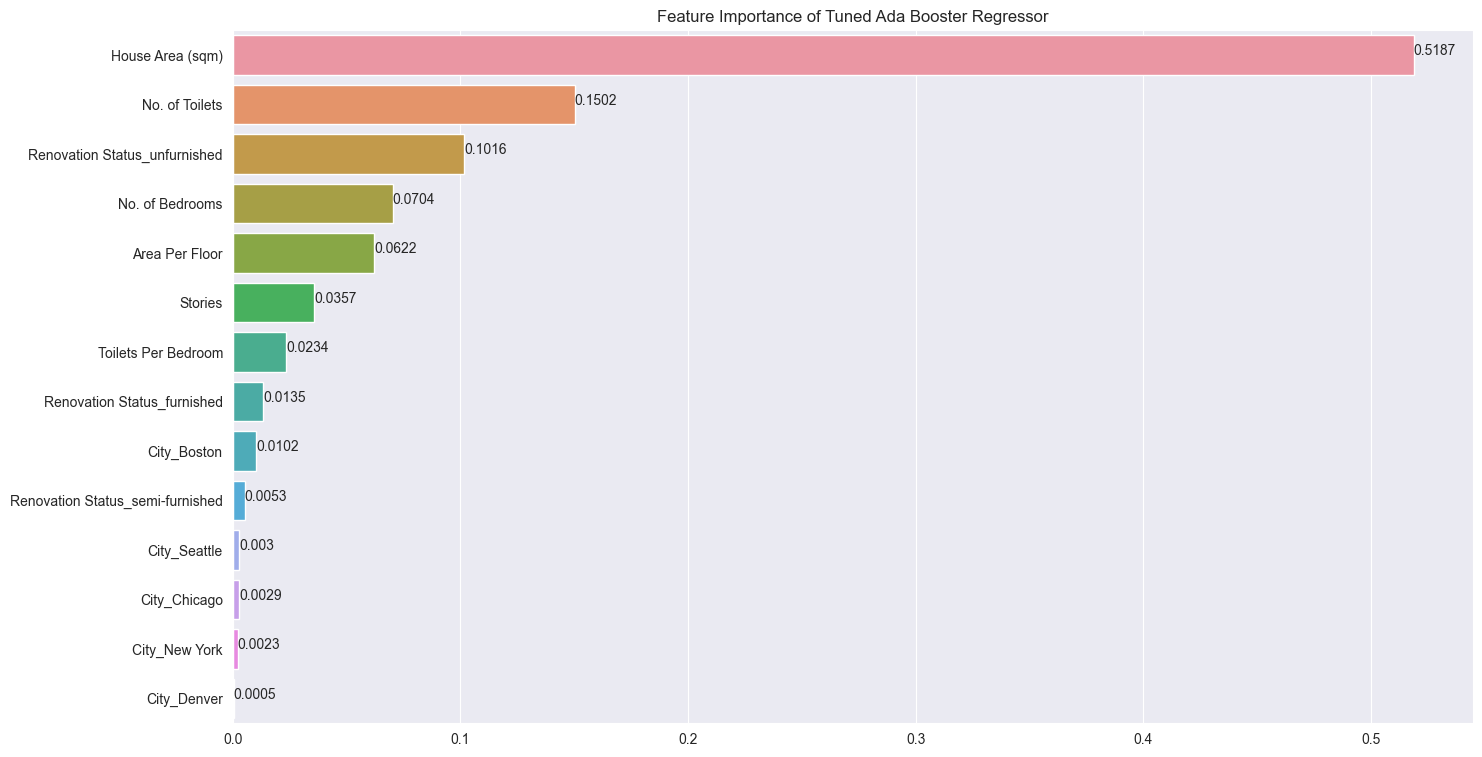 Feature Importance of Tuned Ada Booster Regressor
House Area (sqm) 0.5187
No. of Toilets 0.1502
Renovation Status_unfurnished 0.1016
No. of Bedrooms 0.0704
Area Per Floor 0.0622
Stories 0.0357
Toilets Per Bedroom 0.0234
Renovation Status_furnished 0.0135
City_Boston 0.0102
Renovation Status_semi-furnished 0.0053
City_Seattle 0.003
City_Chicago 0.0029
City_New York 0.0023
City_Denver 0.0005
0.0 0.1 0.2 0.3 0.4 0.5